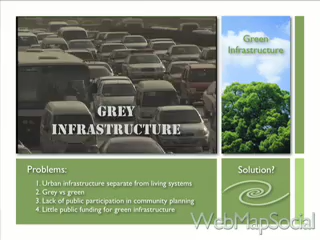 Green
Infrastructure
GREY
INFRASTRUCTURE
Problems:
1. Urban infrastructure separate from living systems
2. Grey vs green
3. Lack of public participation in community planning
4. Little public funding for green infrastructure
Solution?
WebMapSocial